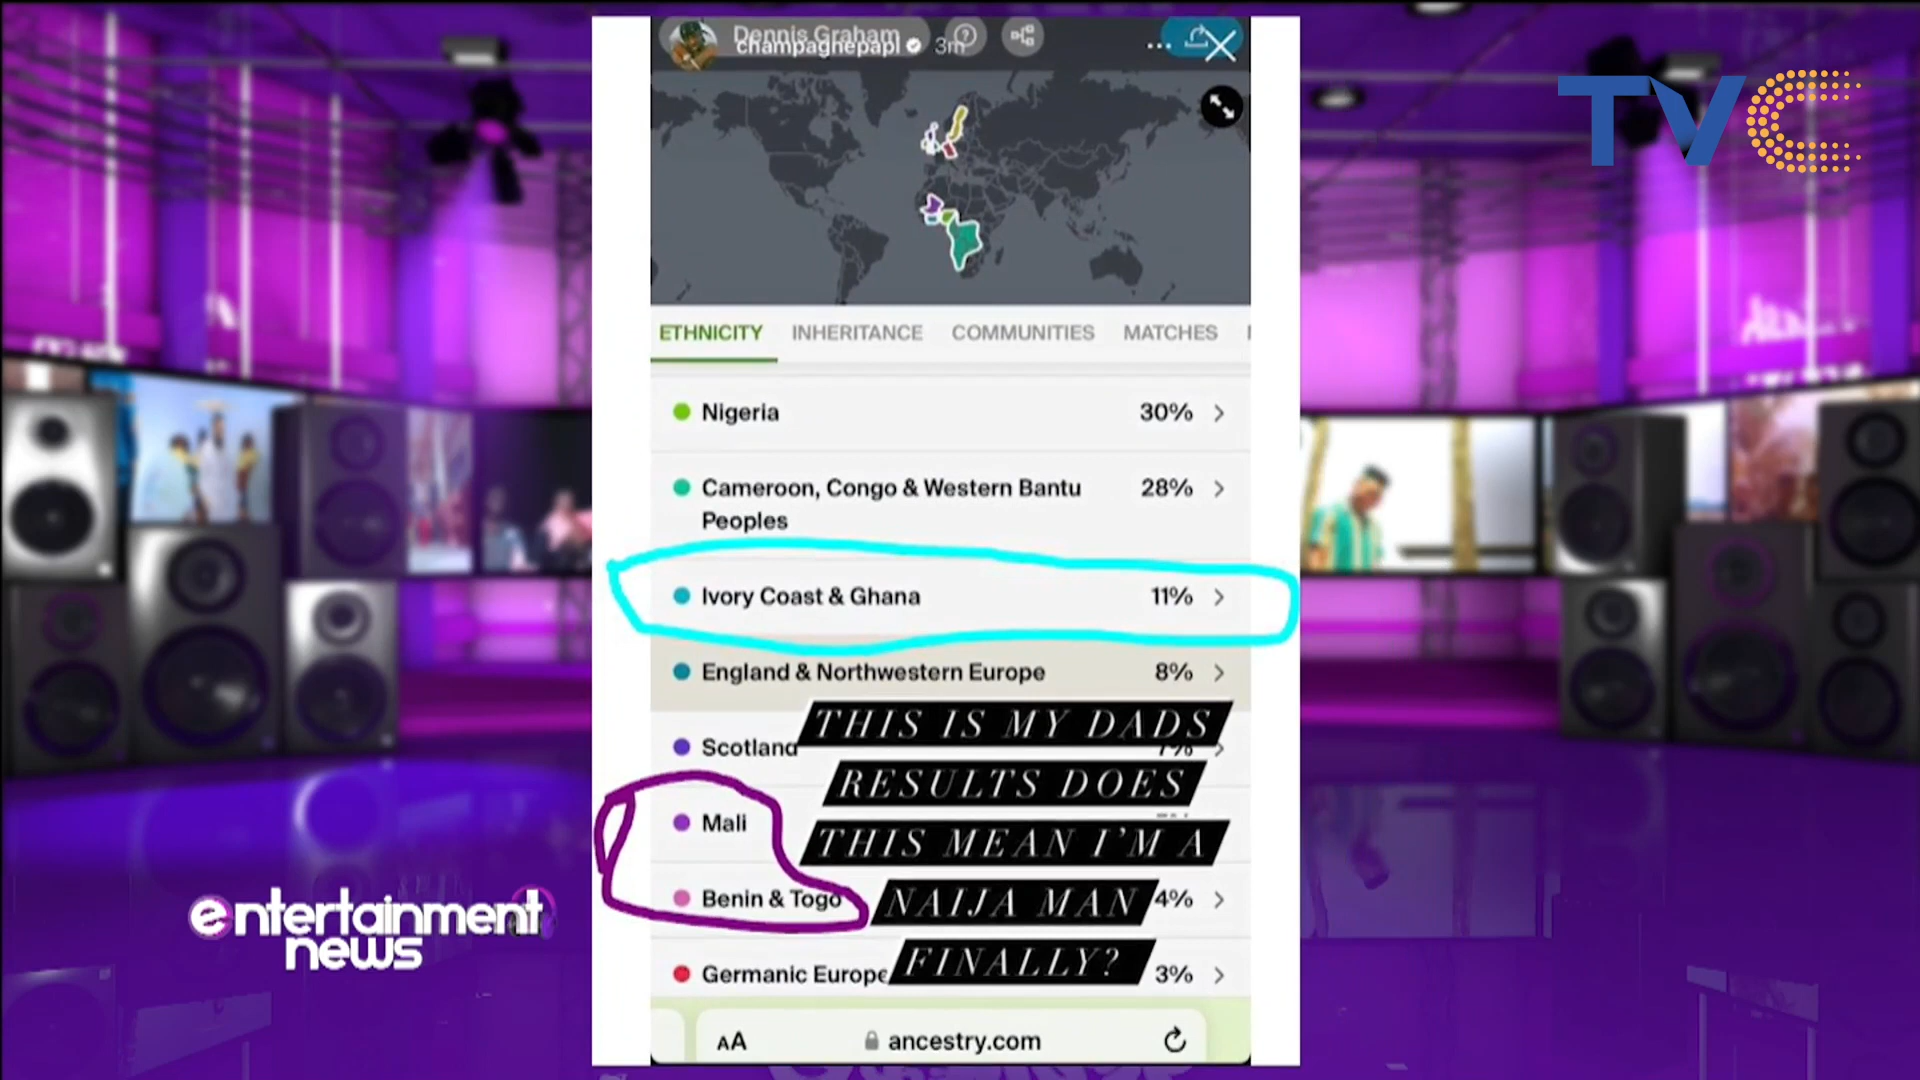 Dennis Graham
champagnepapi 3m
TVC
ETHNICITY INHERITANCE COMMUNITIES MATCHES
Nigeria 30%
Cameroon, Congo & Western Bantu 28%
Peoples
Ivory Coast & Ghana 11%
England & Northwestern Europe 8%
THIS IS MY DADS
Scotland 7%
RESULTS DOES
Mali
THIS MEAN I'M A
Benin & Togo 4%
NAIJA MAN
FINALLY?
Germanic Europe 3%
AA ancestry.com
entertainment
news